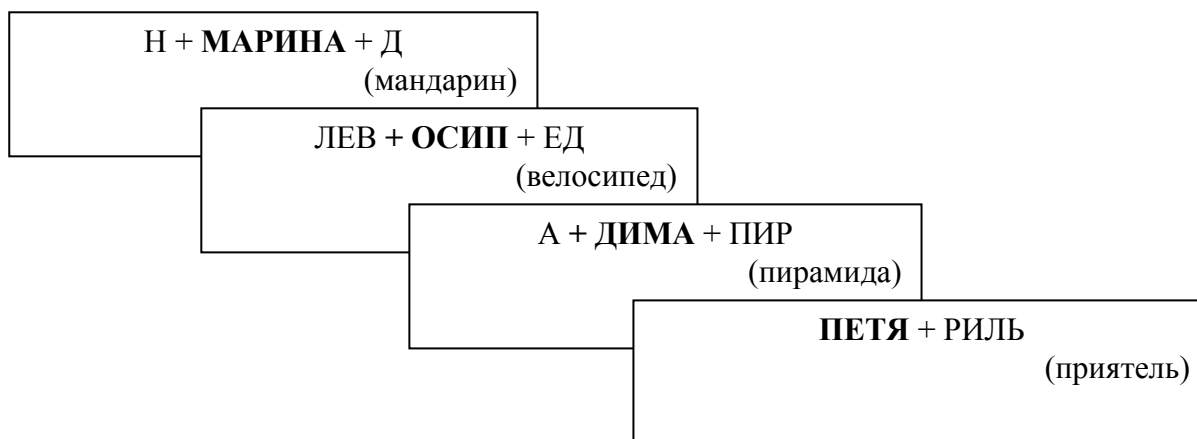 Н + МАРИНА + Д
(мандарин)
ЛЕВ + ОСИП + ЕД
(велосипед)
А + ДИМА + ПИР
(пирамида)
ПЕТЯ + РИЛЬ
(приятель)